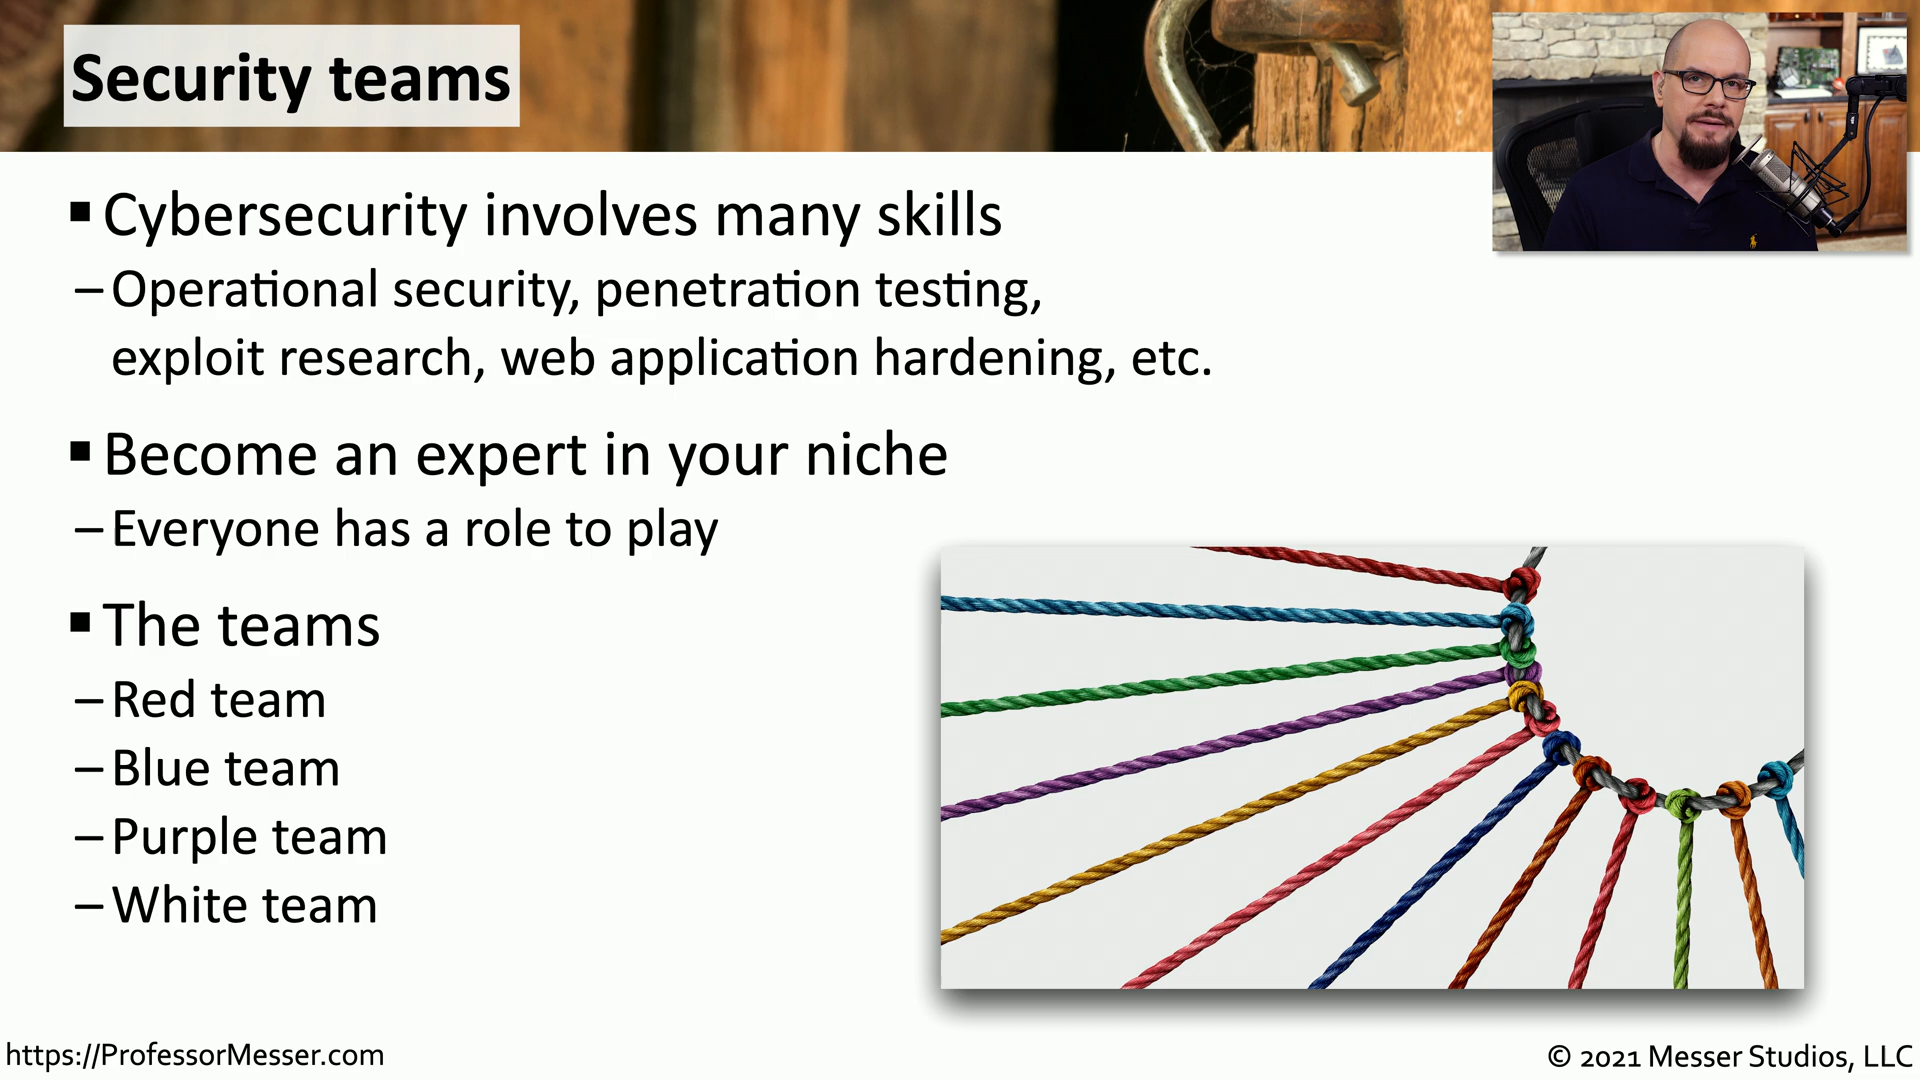 Security teams
▪ Cybersecurity involves many skills
– Operational security, penetration testing,
exploit research, web application hardening, etc.
▪ Become an expert in your niche
– Everyone has a role to play
▪ The teams
– Red team
– Blue team
– Purple team
– White team
https://ProfessorMesser.com
© 2021 Messer Studios, LLC